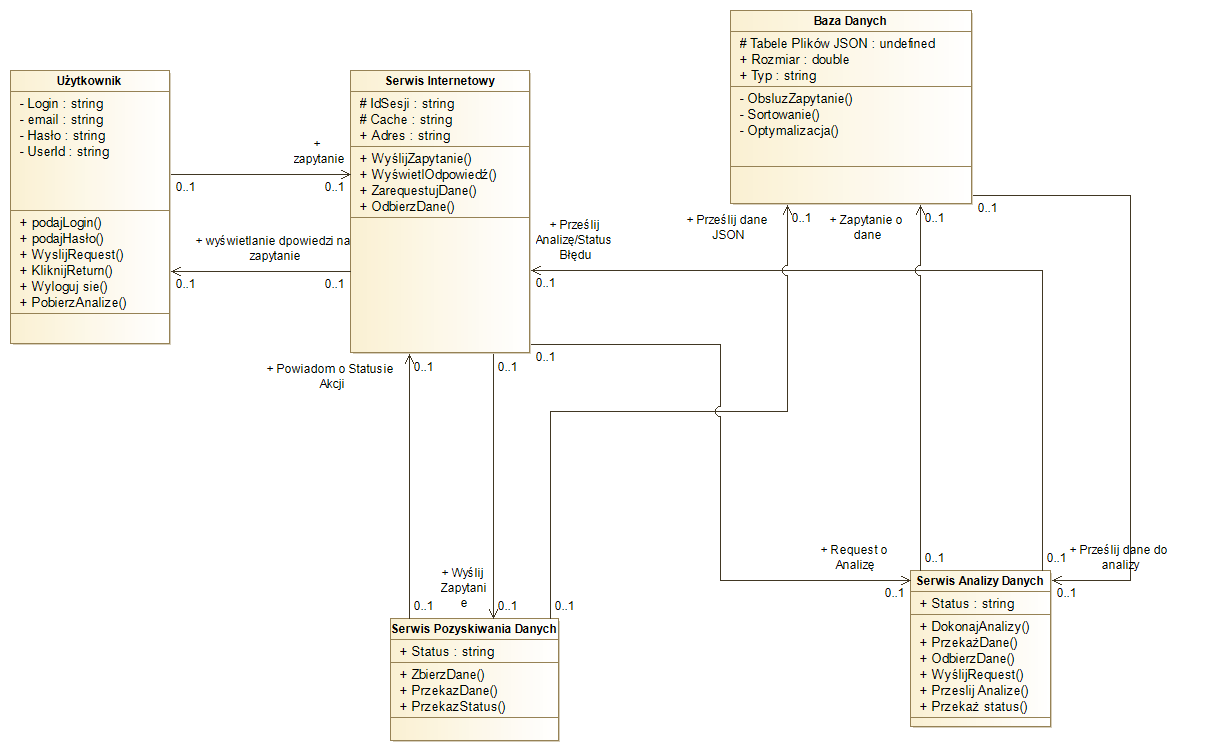 Użytkownik
- Login : string
- email : string
- Hasło : string
- UserId : string
+ podajLogin()
+ podajHasło()
+ WyslijRequest()
+ KliknijReturn()
+ Wyloguj sie()
+ PobierzAnalize()
+
zapytanie
0..1
0..1
+ wyświetlanie dpowiedzi na
zapytanie
0..1
0..1
Serwis Internetowy
# IdSesji : string
# Cache : string
+ Adres : string
+ WyślijZapytanie()
+ WyświetlOdpowiedź()
+ ZarequestujDane()
+ OdbierzDane()
+ Prześlij
Analizę/Status
Błędu
0..1
0..1
Baza Danych
# Tabele Plików JSON : undefined
+ Rozmiar : double
+ Typ : string
- ObsluzZapytanie()
- Sortowanie()
- Optymalizacja()
+ Prześlij dane
JSON
0..1
+ Zapytanie o
dane
0..1
0..1
+ Powiadom o Statusie
Akcji
0..1
0..1
+ Wyślij
Zapytani
e
0..1
0..1
0..1
Serwis Pozyskiwania Danych
+ Status : string
+ ZbierzDane()
+ PrzekazDane()
+ PrzekazStatus()
+ Request o
Analizę
0..1
0..1
0..1
+ Prześlij dane do
analizy
0..1
Serwis Analizy Danych
+ Status : string
+ DokonajAnalizy()
+ PrzekażDane()
+ OdbierzDane()
+ WyślijRequest()
+ Przeslij Analize()
+ Przekaż status()